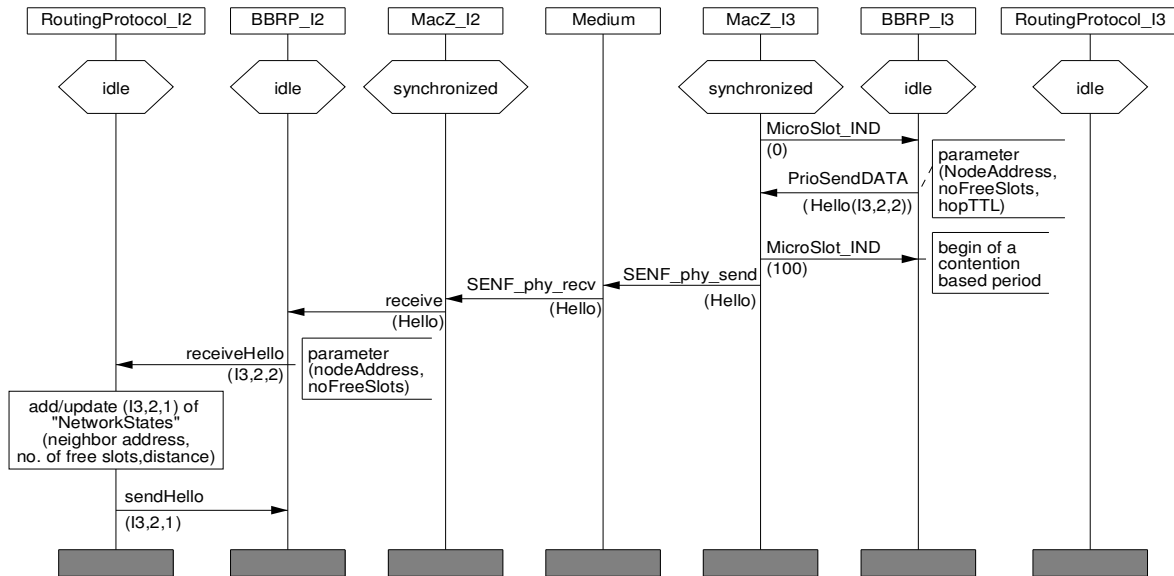 RoutingProtocol_I2 BBRP_I2 MacZ_I2 Medium MacZ_I3 BBRP_I3 RoutingProtocol_I3
idle idle synchronized synchronized idle idle
MicroSlot_IND
(0)
parameter
(NodeAddress,
noFreeSlots,
hopTTL)
PrioSendDATA
(Hello(I3,2,2))
MicroSlot_IND
(100)
begin of a
contention
based period
SENF_phy_send
(Hello)
SENF_phy_recv
(Hello)
receive
(Hello)
receiveHello
(I3,2,2)
parameter
(nodeAddress,
noFreeSlots)
add/update (I3,2,1) of
"NetworkStates"
(neighbor address,
no. of free slots,distance)
sendHello
(I3,2,1)